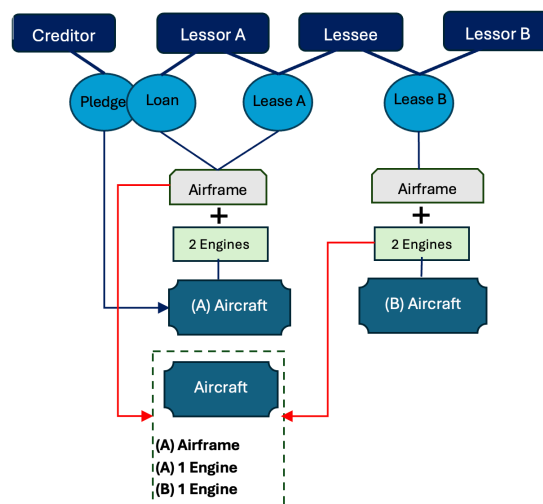 Creditor
Lessor A
Lessee
Lessor B
Pledge
Loan
Lease A
Lease B
Airframe
Airframe
+
+
2 Engines
2 Engines
(A) Aircraft
(B) Aircraft
Aircraft
(A) Airframe
(A) 1 Engine
(B) 1 Engine